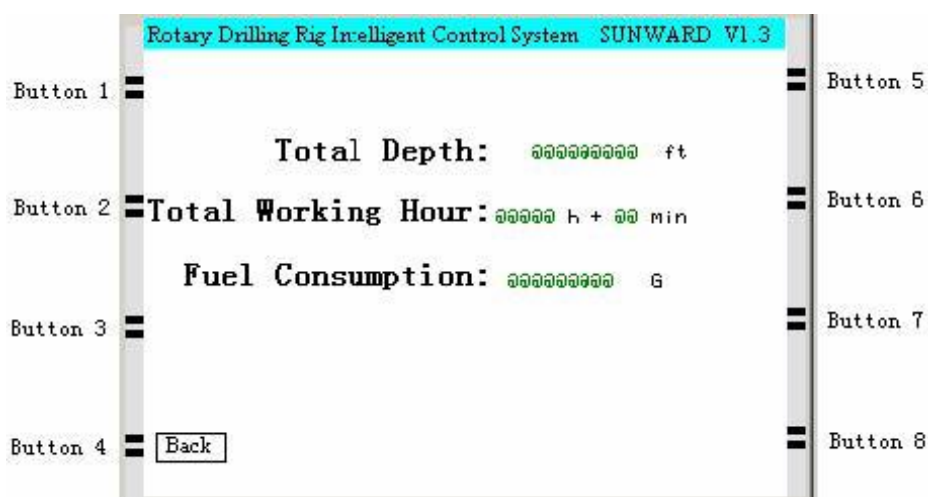 Rotary Drilling Rig Intelligent Control System SUNWARD V1.3
Button 1
Button 5
Total Depth: @@@@@@@@@ ft
Button 2
Total Working Hour: @@@@@ h + @@ min
Button 6
Fuel Consumption: @@@@@@@@@ G
Button 3
Button 7
Button 4
Back
Button 8